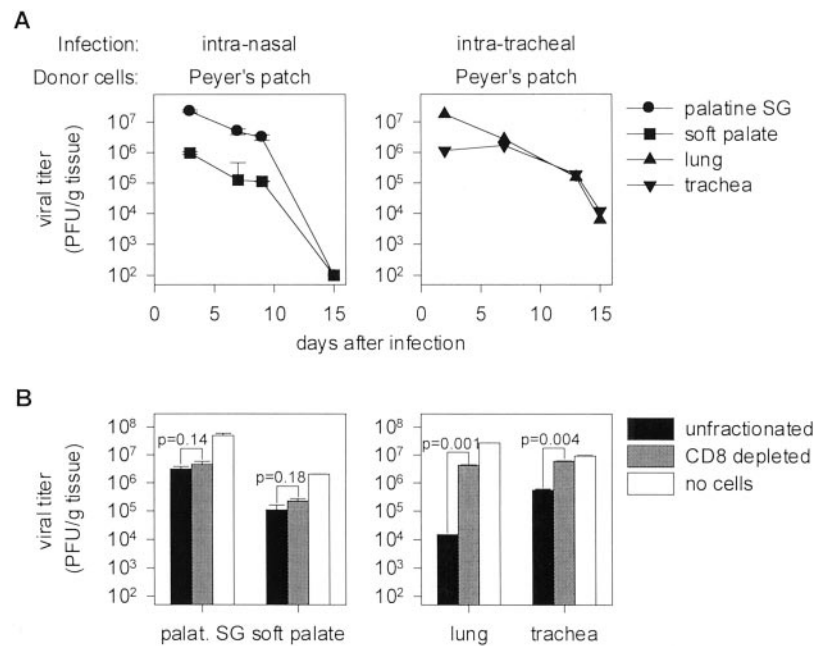 A
Infection: intra-nasal intra-tracheal
Donor cells: Peyer's patch Peyer's patch
viral titer
(PFU/g tissue)
10⁷
10⁶
10⁵
10⁴
10³
10²
0 5 10 15 0 5 10 15
days after infection
palatine SG
soft palate
lung
trachea
B
viral titer
(PFU/g tissue)
10⁸
10⁷
10⁶
10⁵
10⁴
10³
10²
p=0.14
p=0.18
p=0.001
p=0.004
palat. SG soft palate lung trachea
unfractionated
CD8 depleted
no cells